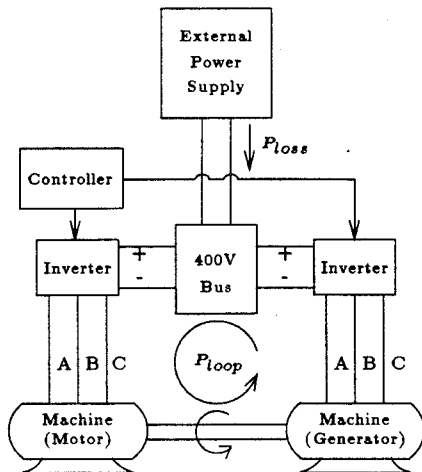 External
Power
Supply
P_loss
Controller
Inverter
+
-
400V
Bus
+
-
Inverter
A B C
P_loop
A B C
Machine
(Motor)
Machine
(Generator)